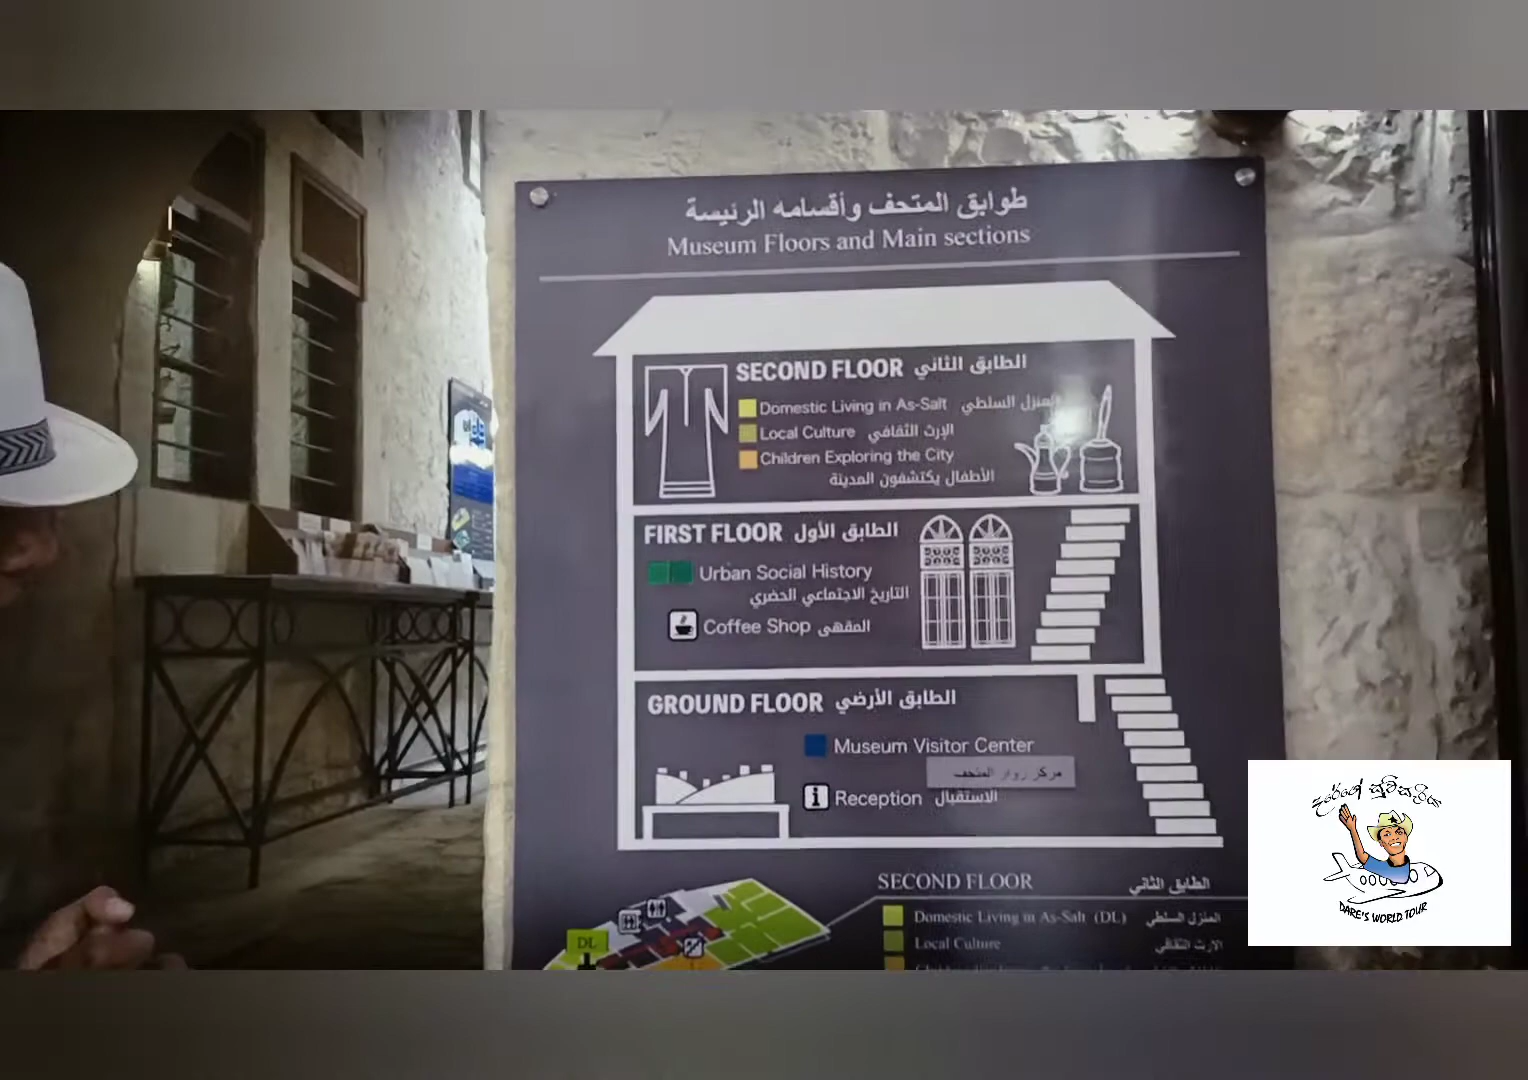 طوابق المتحف وأقسامه الرئيسة
Museum Floors and Main sections
SECOND FLOOR الطابق الثاني
Domestic Living in As-Salt المنزل السلطي
Local Culture الإرث الثقافي
Children Exploring the City
الأطفال يكتشفون المدينة
FIRST FLOOR الطابق الأول
Urban Social History
التاريخ الاجتماعي الحضري
Coffee Shop المقهى
GROUND FLOOR الطابق الأرضي
Museum Visitor Center
مركز زوار المتحف
Reception الاستقبال
SECOND FLOOR الطابق الثاني
Domestic Living in As-Salt (DL) المنزل السلطي
Local Culture الارث الثقافي
DL
DARE'S WORLD TOUR